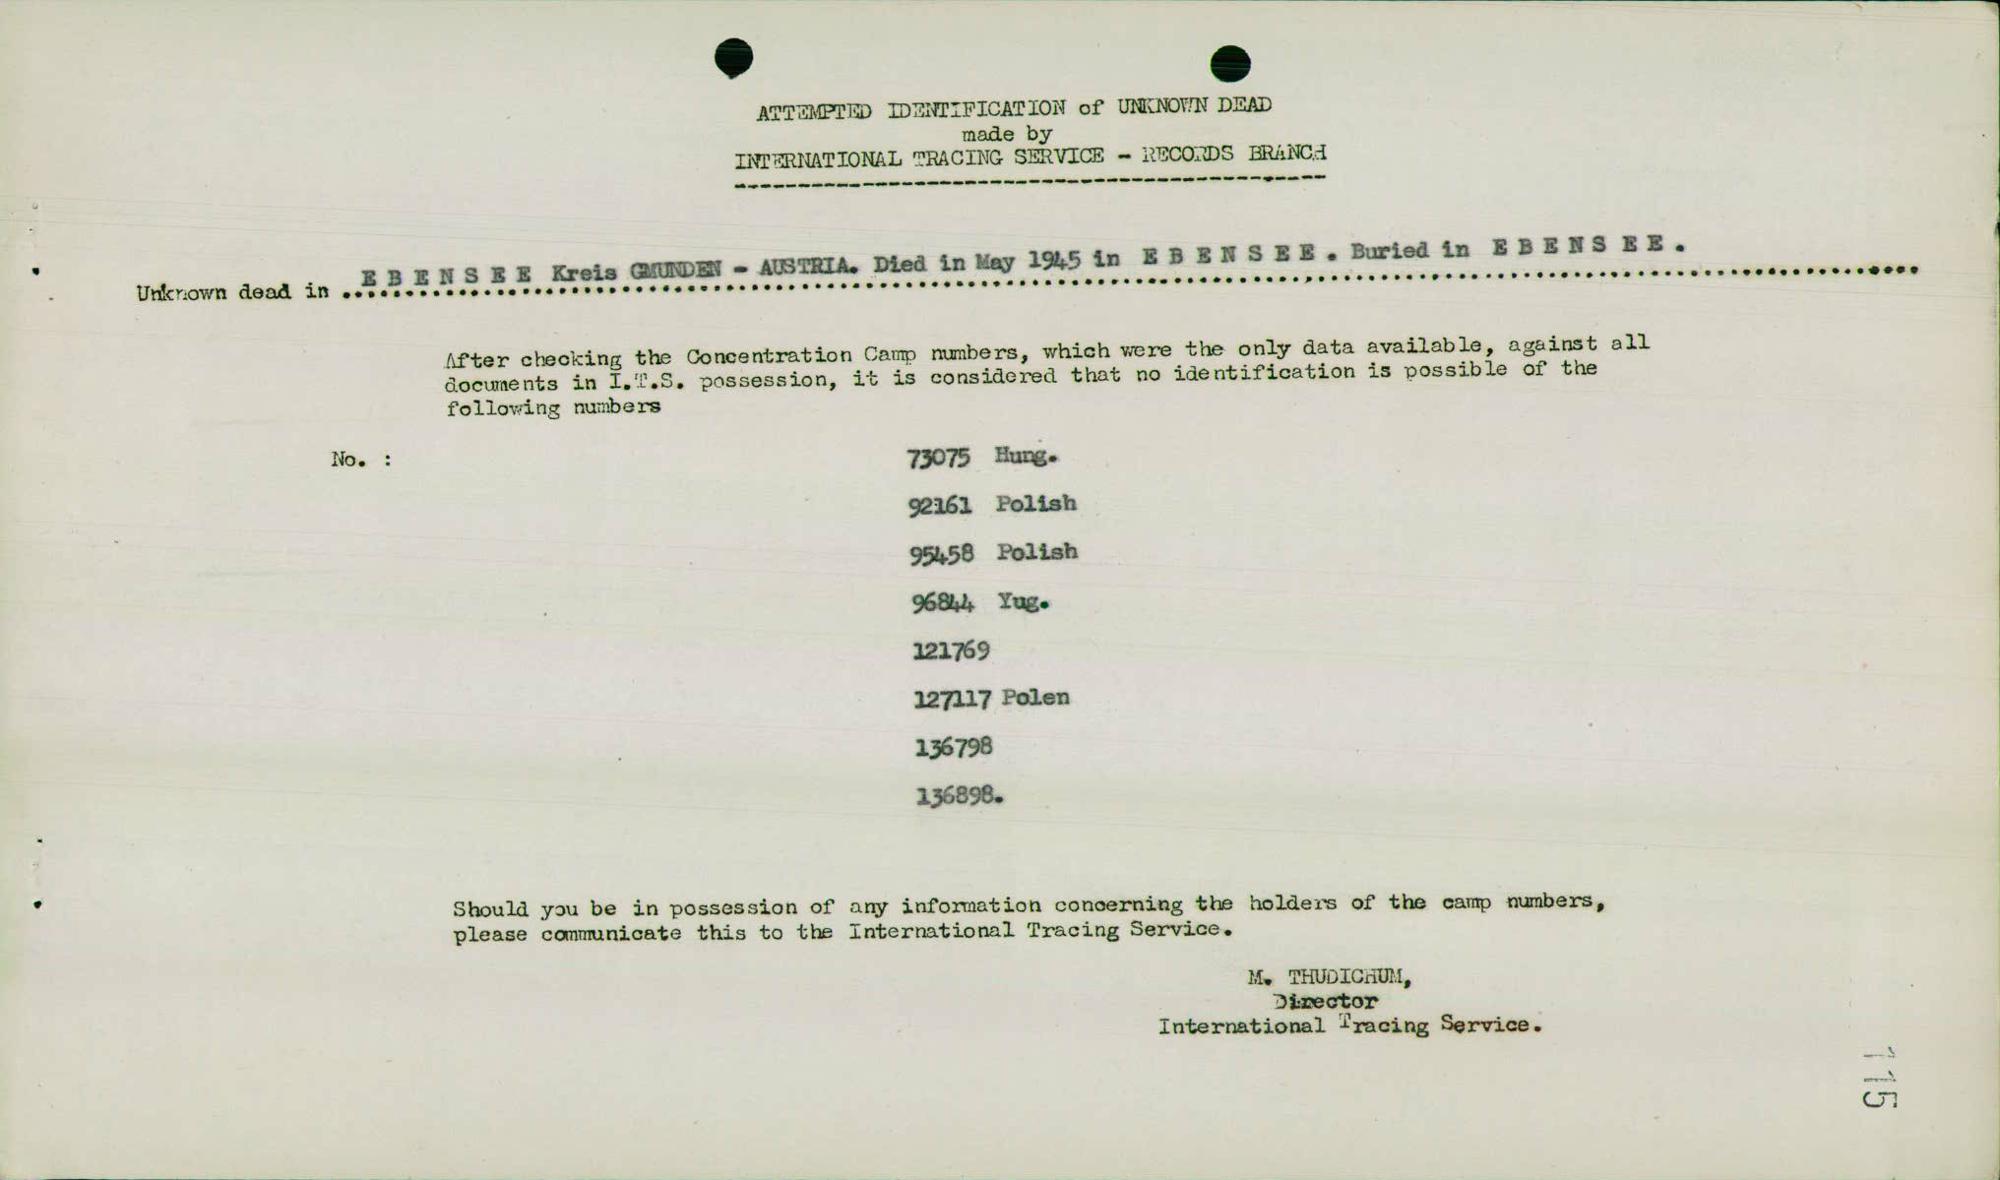 ATTEMPTED IDENTIFICATION of UNKNOWN DEAD
made by
INTERNATIONAL TRACING SERVICE - RECORDS BRANCH
Unknown dead in E B E N S E E Kreis GMUNDEN - AUSTRIA. Died in May 1945 in E B E N S E E . Buried in E B E N S E E .
After checking the Concentration Camp numbers, which were the only data available, against all
documents in I.T.S. possession, it is considered that no identification is possible of the
following numbers
No. : 73075 Hung.
92161 Polish
95458 Polish
96844 Yug.
121769
127117 Polen
136798
136898.
Should you be in possession of any information concerning the holders of the camp numbers,
please communicate this to the International Tracing Service.
M. THUDICHUM,
Director
International Tracing Service.
115